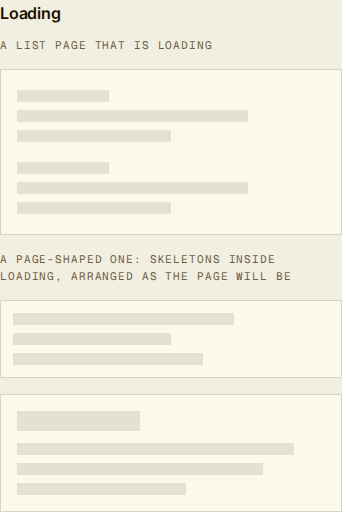 Loading
A LIST PAGE THAT IS LOADING
A PAGE-SHAPED ONE: SKELETONS INSIDE
LOADING, ARRANGED AS THE PAGE WILL BE